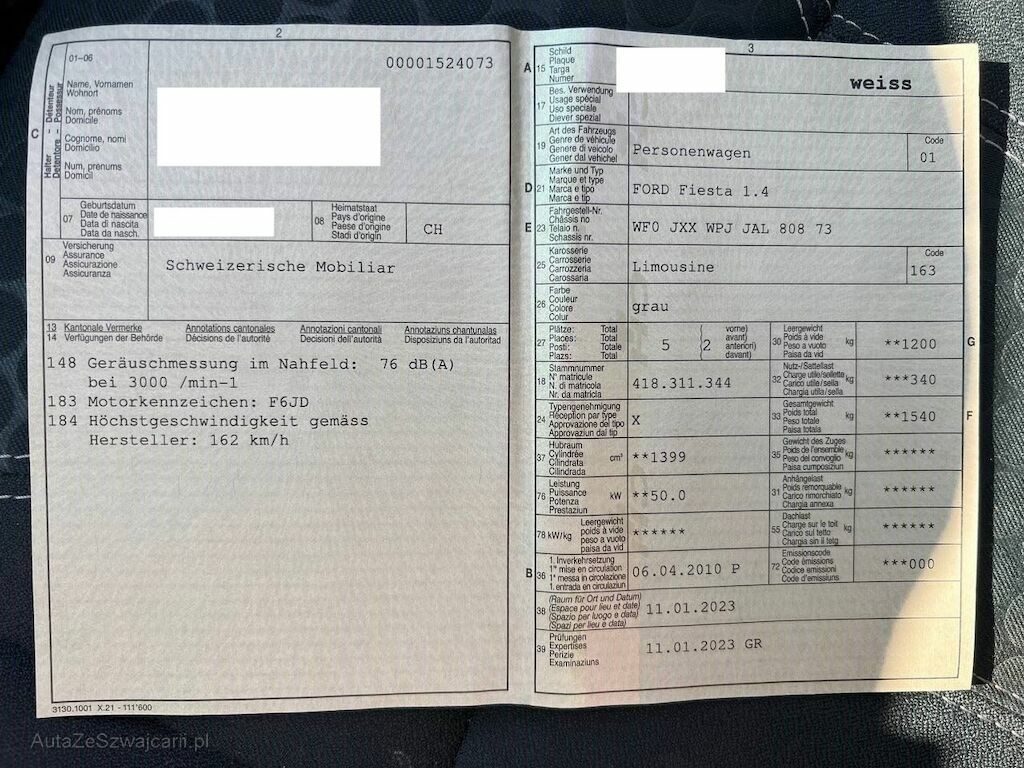 2
01-06
00001524073
C
Halter - Détenteur
Detentore - Possessur
Name, Vornamen
Wohnort
Nom, prénoms
Domicile
Cognome, nomi
Domicilio
Num, prenums
Domicil
07
Geburtsdatum
Date de naissance
Data di nascita
Data da nasch.
08
Heimatstaat
Pays d'origine
Paese d'origine
Stadi d'origin
CH
09
Versicherung
Assurance
Assicurazione
Assicuranza
Schweizerische Mobiliar
13 Kantonale Vermerke Annotations cantonales Annotazioni cantonali Annotaziuns chantunalas
14 Verfügungen der Behörde Décisions de l'autorité Decisioni dell'autorità Disposiziuns da l'autoritad
148 Geräuschmessung im Nahfeld: 76 dB(A)
bei 3000 /min-1
183 Motorkennzeichen: F6JD
184 Höchstgeschwindigkeit gemäss
Hersteller: 162 km/h
3130.1001 X.21 - 111'600
3
A 15
Schild
Plaque
Targa
Numer
weiss
17
Bes. Verwendung
Usage spécial
Uso speciale
Diever spezial
19
Art des Fahrzeugs
Genre de véhicule
Genere di veicolo
Gener dal vehichel
Personenwagen
Code
01
D 21
Marke und Typ
Marque et type
Marca e tipo
Marca e tip
FORD Fiesta 1.4
E 23
Fahrgestell-Nr.
Châssis no
Telaio n.
Schassis nr.
WF0 JXX WPJ JAL 808 73
25
Karosserie
Carrosserie
Carrozzeria
Carossaria
Limousine
Code
163
26
Farbe
Couleur
Colore
Colur
grau
27
Plätze: Total
Places: Total
Posti: Totale
Plazs: Total
5
2
vorne)
avant)
anteriori)
davant)
30
Leergewicht
Poids à vide
Peso a vuoto
Paisa da vid
kg
**1200
G
18
Stammnummer
N° matricule
N. di matricola
Nr. da matricla
418.311.344
32
Nutz-/Sattellast
Charge utile/sellette
Carico utile/sella
Chargia utila/sella
kg
***340
24
Typengenehmigung
Réception par type
Approvazione del tipo
Approvaziun dal tip
X
33
Gesamtgewicht
Poids total
Peso totale
Paisa totala
kg
**1540
F
37
Hubraum
Cylindrée
Cilindrata
Cilindrada
cm³
**1399
35
Gewicht des Zuges
Poids de l'ensemble
Peso del convoglio
Paisa cumposiziun
kg
******
76
Leistung
Puissance
Potenza
Prestaziun
kW
**50.0
31
Anhängelast
Poids remorquable
Carico rimorchiato
Chargia annexa
kg
******
78 kW/kg
Leergewicht
poids à vide
peso a vuoto
paisa da vid
******
55
Dachlast
Charge sur le toit
Carico sul tetto
Chargia sin il tetg
kg
******
B 36
1. Inverkehrsetzung
1re mise en circulation
1a messa in circolazione
1. entrada en circulaziun
06.04.2010 P
72
Emissionscode
Code émissions
Codice emissioni
Code d'emissiuns
***000
38
(Raum für Ort und Datum)
(Espace pour lieu et date)
(Spazio per luogo e data)
(Spazi per lieu e data)
11.01.2023
39
Prüfungen
Expertises
Perizie
Examinaziuns
11.01.2023 GR
AutaZeSzwajcarii.pl